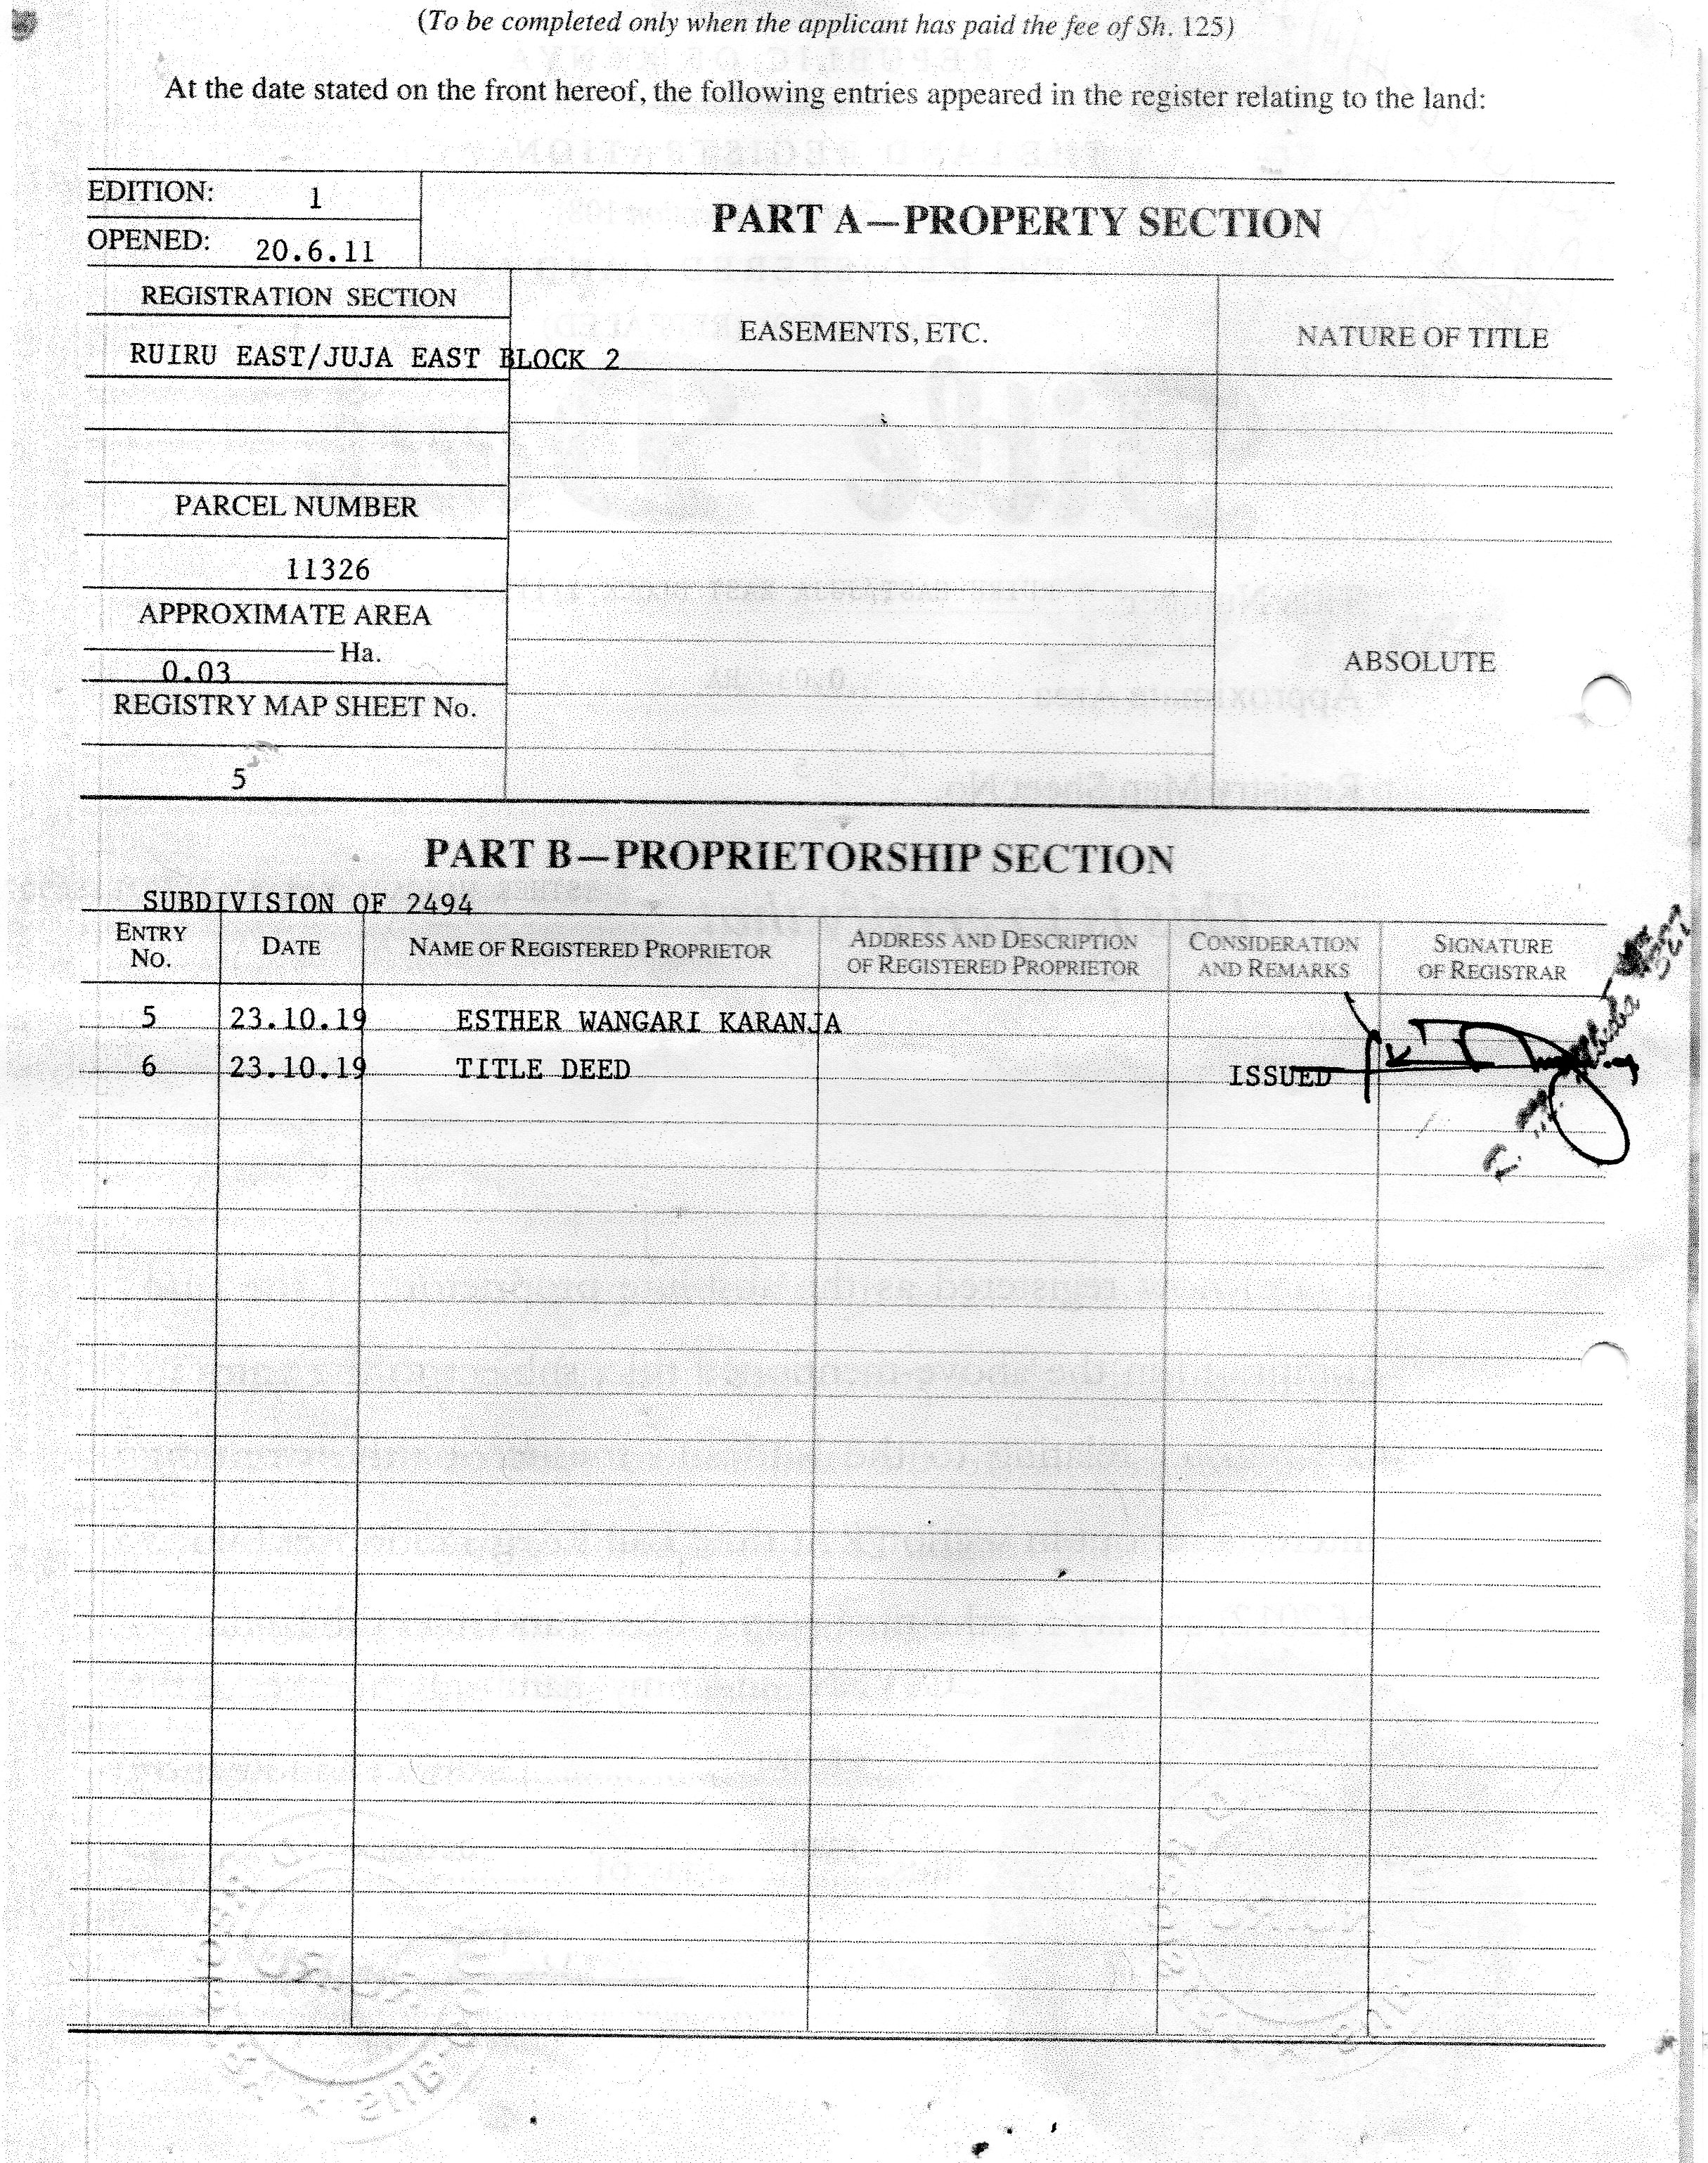 (To be completed only when the applicant has paid the fee of Sh. 125)
At the date stated on the front hereof, the following entries appeared in the register relating to the land:
EDITION: 1
OPENED: 20.6.11
PART A—PROPERTY SECTION
REGISTRATION SECTION
EASEMENTS, ETC.
NATURE OF TITLE
RUIRU EAST/JUJA EAST BLOCK 2
PARCEL NUMBER
11326
APPROXIMATE AREA
Ha.
0.03
ABSOLUTE
REGISTRY MAP SHEET No.
5
PART B—PROPRIETORSHIP SECTION
SUBDIVISION OF 2494
ENTRY No.
DATE
NAME OF REGISTERED PROPRIETOR
ADDRESS AND DESCRIPTION OF REGISTERED PROPRIETOR
CONSIDERATION AND REMARKS
SIGNATURE OF REGISTRAR
5 23.10.19 ESTHER WANGARI KARANJA
6 23.10.19 TITLE DEED ISSUED